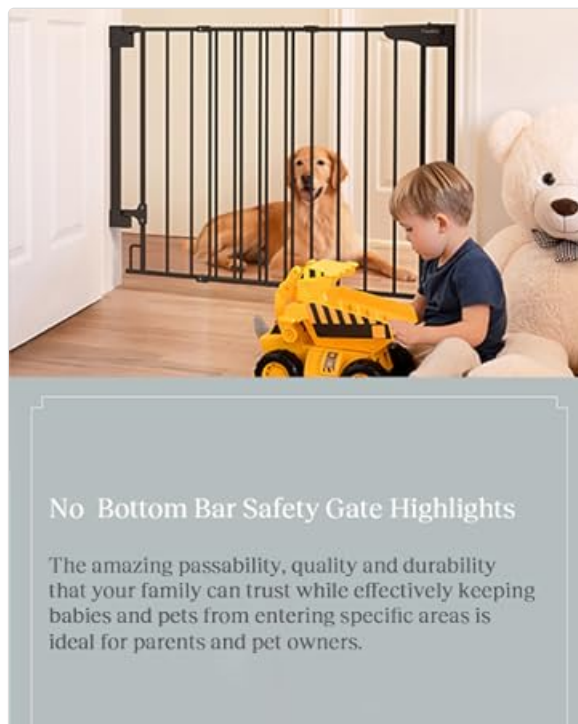 No Bottom Bar Safety Gate Highlights
The amazing passability, quality and durability
that your family can trust while effectively keeping
babies and pets from entering specific areas is
ideal for parents and pet owners.